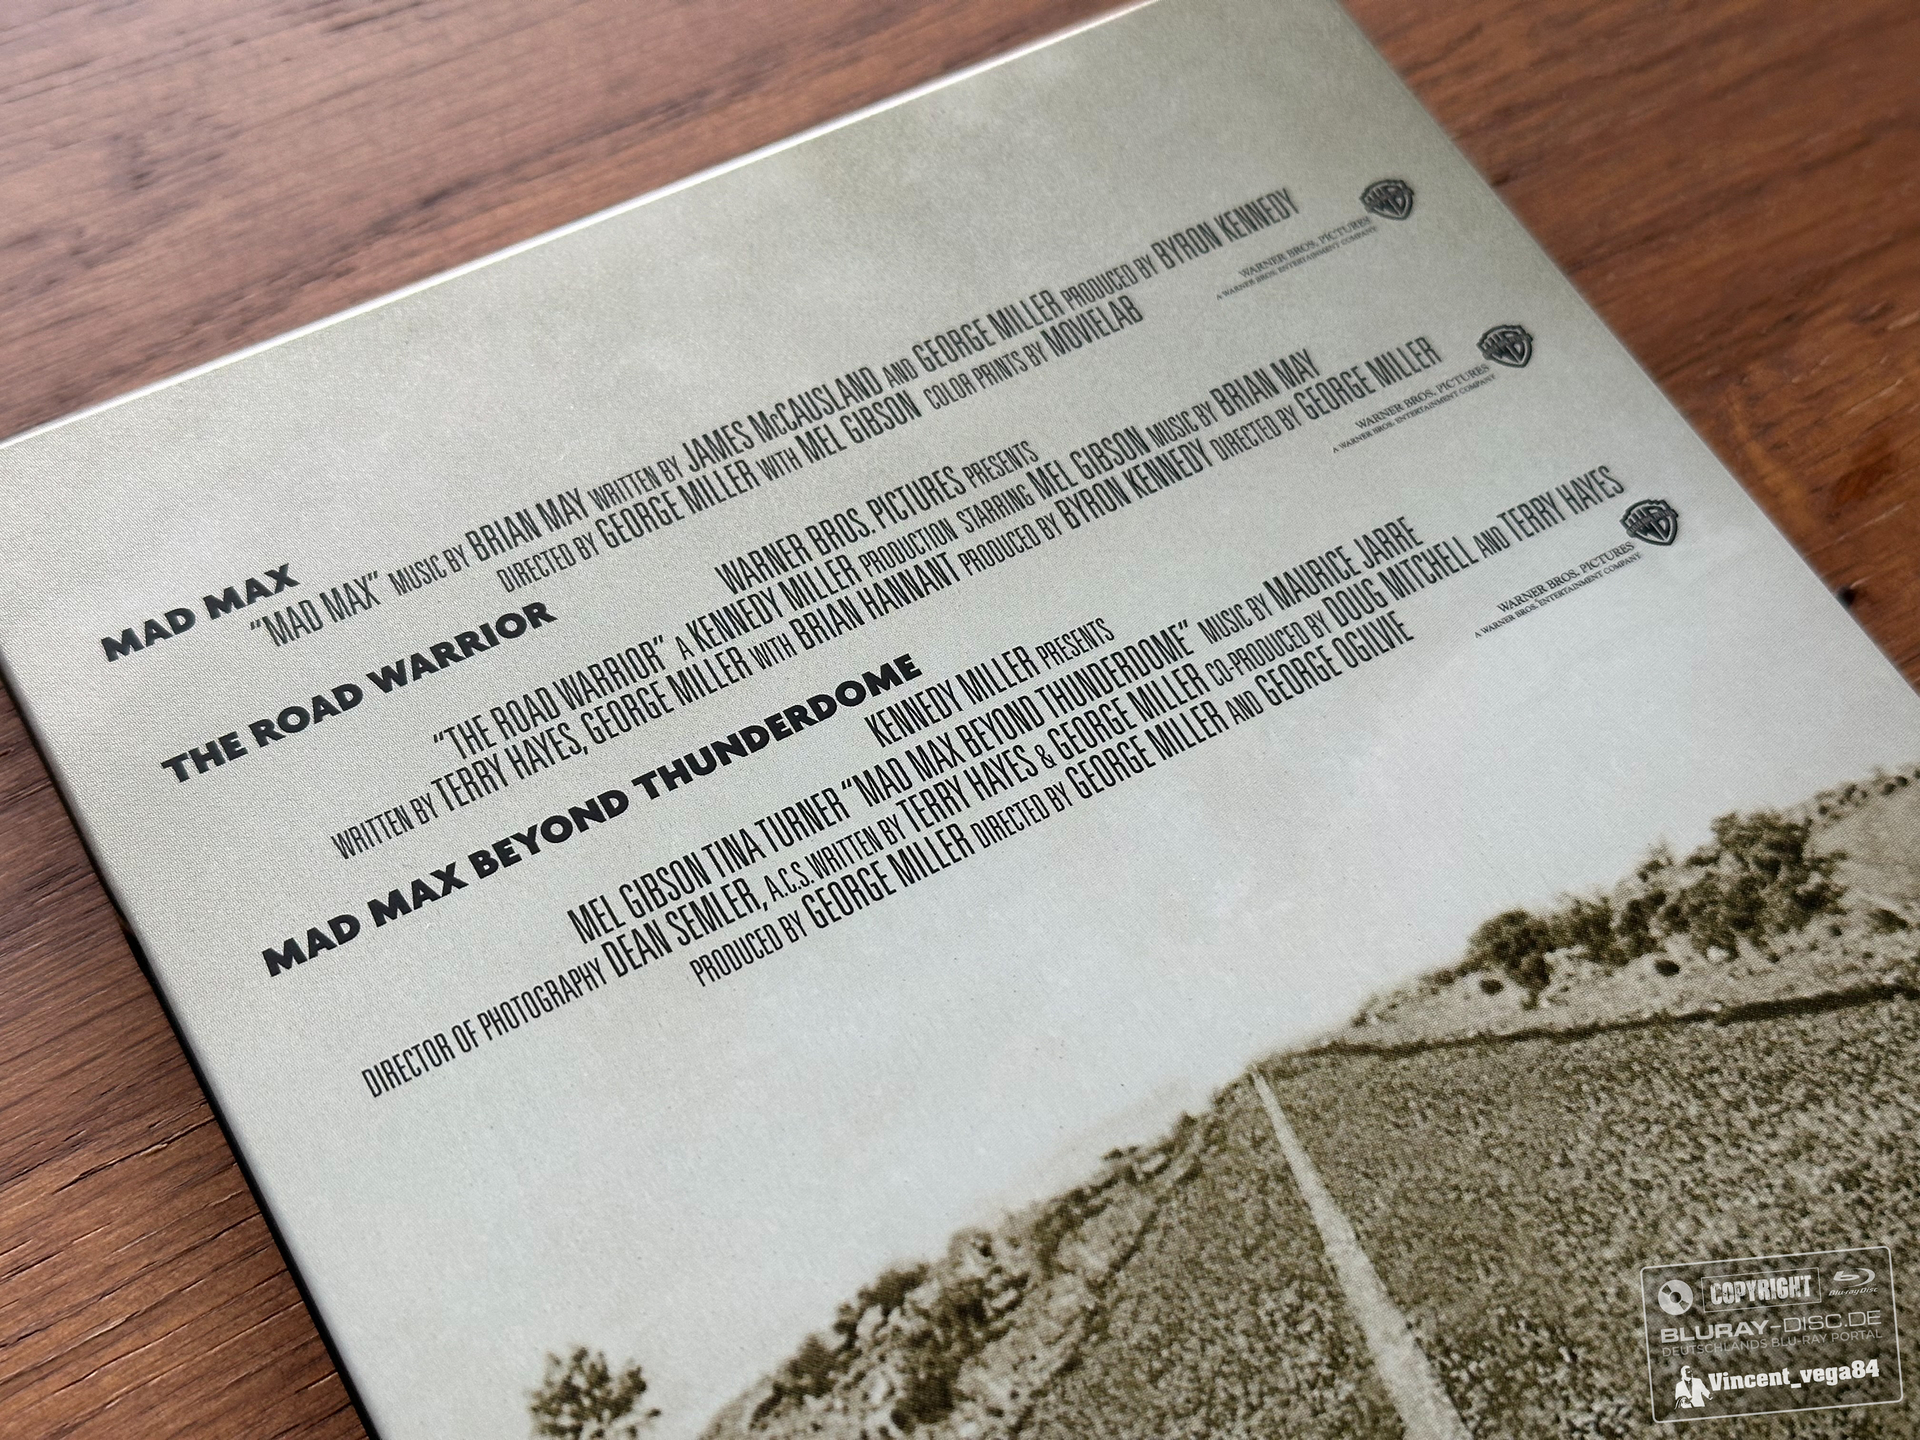 MAD MAX
"MAD MAX" MUSIC BY BRIAN MAY WRITTEN BY JAMES McCAUSLAND AND GEORGE MILLER PRODUCED BY BYRON KENNEDY
DIRECTED BY GEORGE MILLER WITH MEL GIBSON COLOR PRINTS BY MOVIELAB
WB
WARNER BROS. PICTURES
A WARNER BROS. ENTERTAINMENT COMPANY
THE ROAD WARRIOR
WARNER BROS. PICTURES PRESENTS
"THE ROAD WARRIOR" A KENNEDY MILLER PRODUCTION STARRING MEL GIBSON MUSIC BY BRIAN MAY
WRITTEN BY TERRY HAYES, GEORGE MILLER WITH BRIAN HANNANT PRODUCED BY BYRON KENNEDY DIRECTED BY GEORGE MILLER
WB
WARNER BROS. PICTURES
A WARNER BROS. ENTERTAINMENT COMPANY
MAD MAX BEYOND THUNDERDOME
KENNEDY MILLER PRESENTS
MEL GIBSON TINA TURNER "MAD MAX BEYOND THUNDERDOME" MUSIC BY MAURICE JARRE
DIRECTOR OF PHOTOGRAPHY DEAN SEMLER, A.C.S. WRITTEN BY TERRY HAYES & GEORGE MILLER CO-PRODUCED BY DOUG MITCHELL AND TERRY HAYES
PRODUCED BY GEORGE MILLER DIRECTED BY GEORGE MILLER AND GEORGE OGILVIE
WB
WARNER BROS. PICTURES
A WARNER BROS. ENTERTAINMENT COMPANY
COPYRIGHT
Blu-ray Disc
BLURAY-DISC.DE
DEUTSCHLANDS BLU-RAY PORTAL
Vincent_vega84